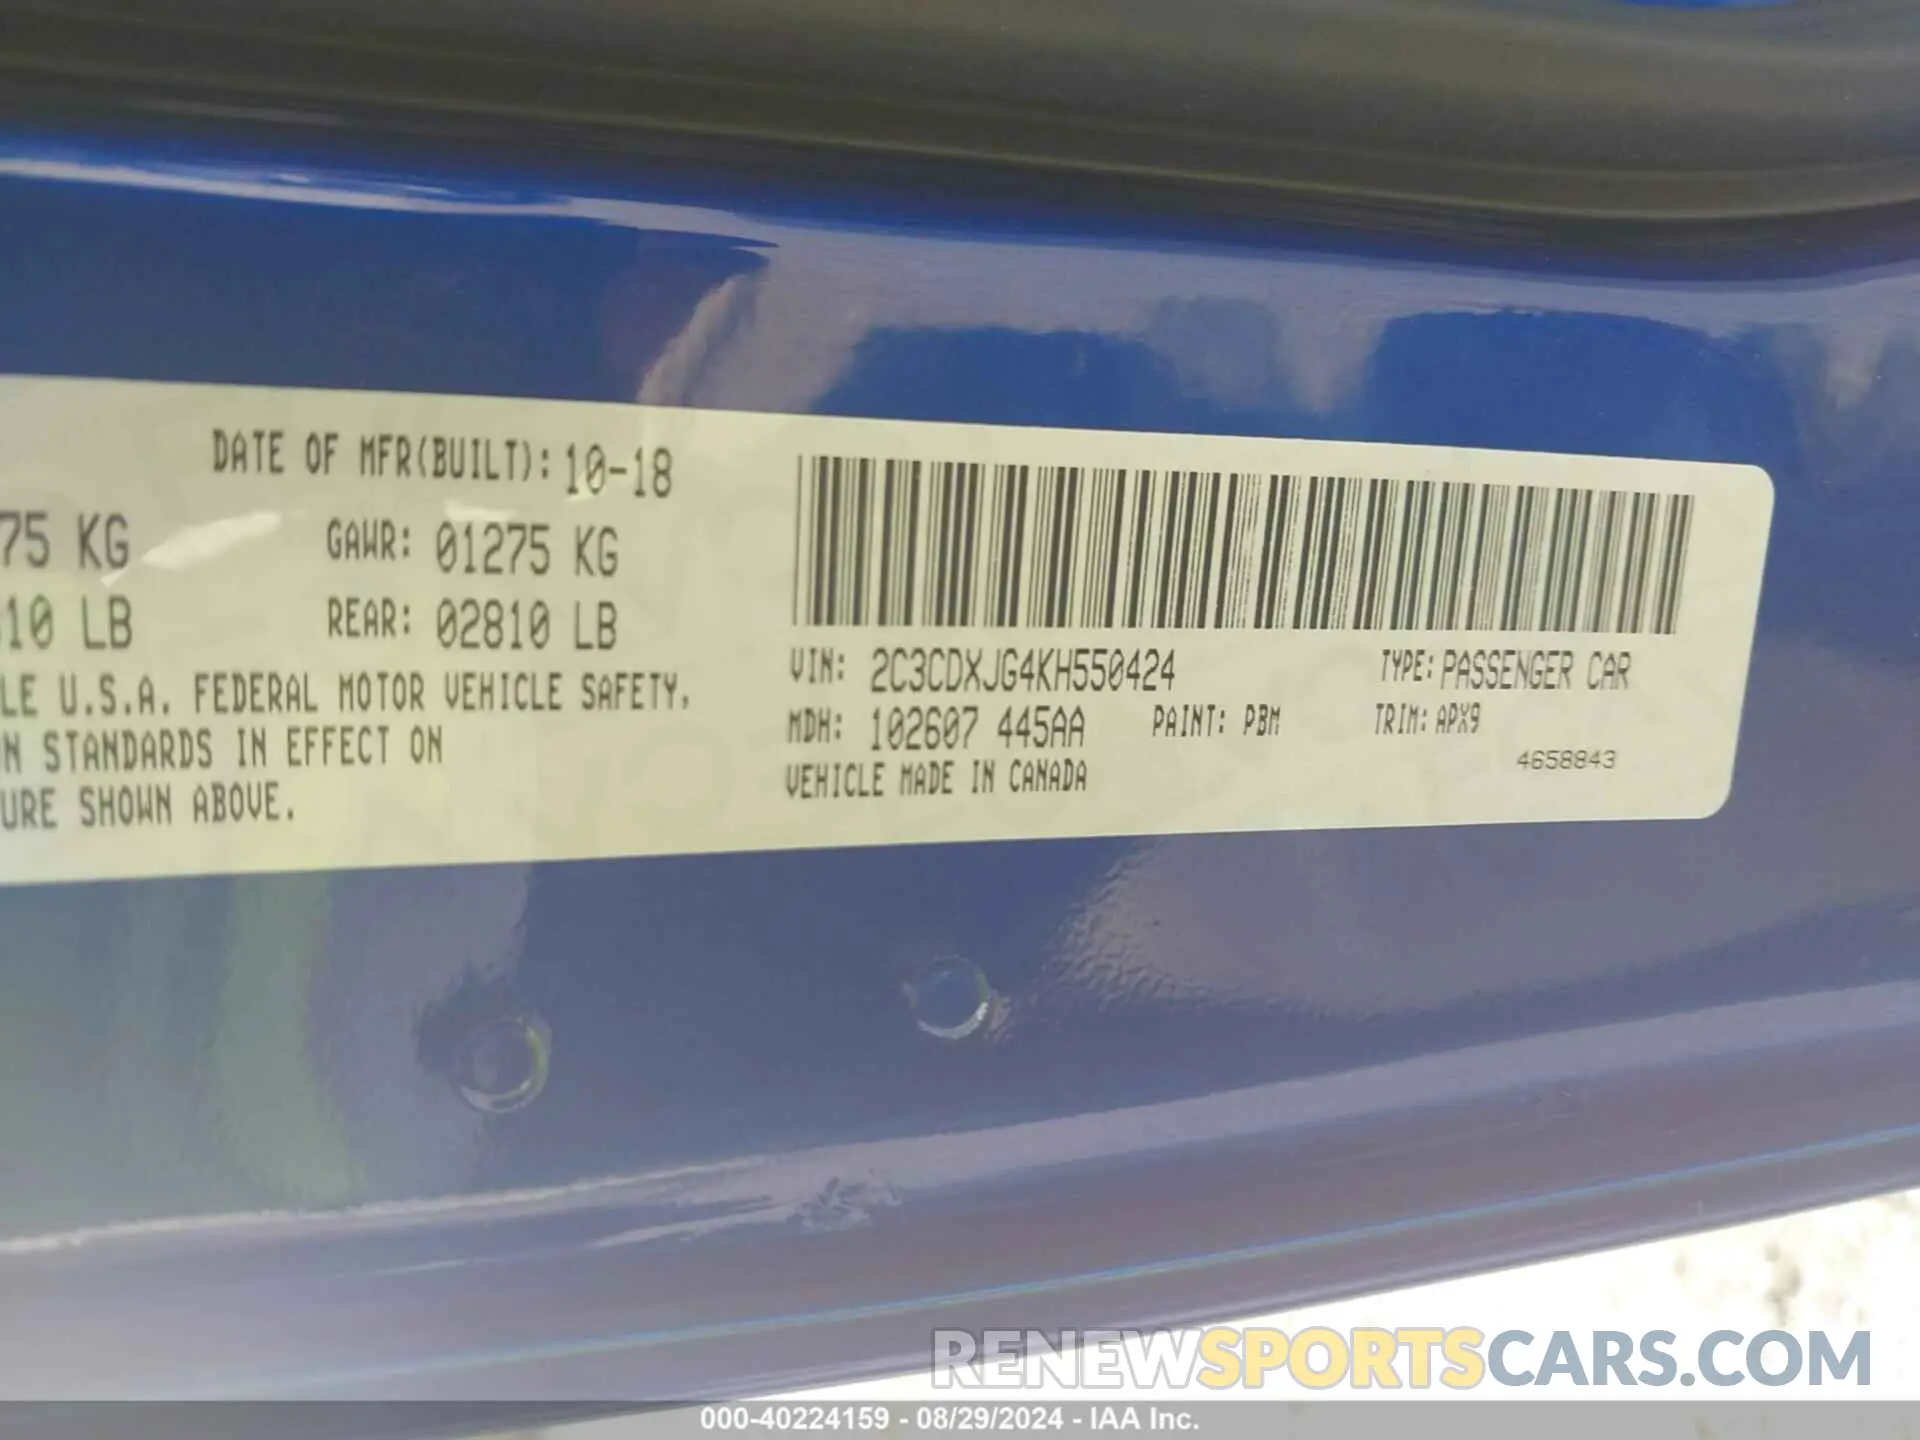 DATE OF MFR(BUILT): 10-18
75 KG GAWR: 01275 KG
10 LB REAR: 02810 LB
LE U.S.A. FEDERAL MOTOR VEHICLE SAFETY,
N STANDARDS IN EFFECT ON
URE SHOWN ABOVE.
VIN: 2C3CDXJG4KH550424 TYPE: PASSENGER CAR
MDH: 102607 445AA PAINT: PBM TRIM: APX9
VEHICLE MADE IN CANADA 4658843
RENEWSPORTSCARS.COM
000-40224159 - 08/29/2024 - IAA Inc.